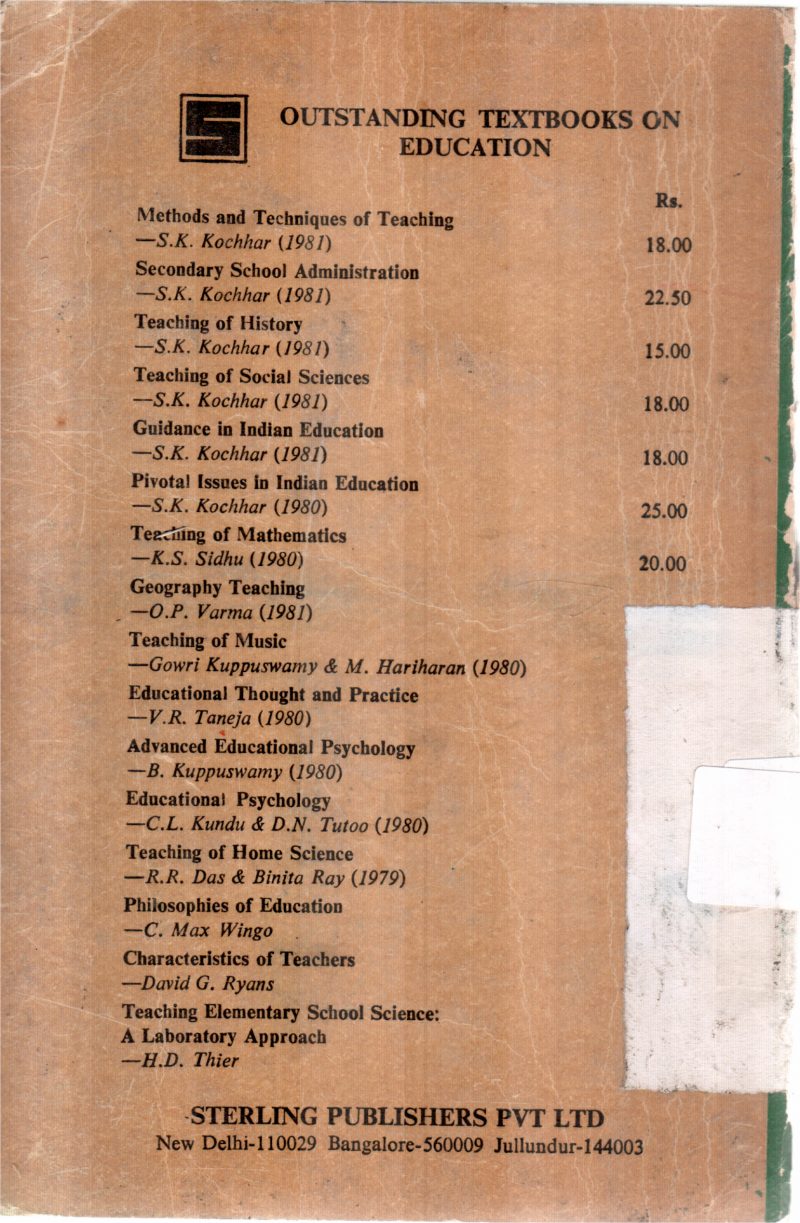 OUTSTANDING TEXTBOOKS ON
EDUCATION
Rs.
Methods and Techniques of Teaching
—S.K. Kochhar (1981) 18.00
Secondary School Administration
—S.K. Kochhar (1981) 22.50
Teaching of History
—S.K. Kochhar (1981) 15.00
Teaching of Social Sciences
—S.K. Kochhar (1981) 18.00
Guidance in Indian Education
—S.K. Kochhar (1981) 18.00
Pivotal Issues in Indian Education
—S.K. Kochhar (1980) 25.00
Teaching of Mathematics
—K.S. Sidhu (1980) 20.00
Geography Teaching
—O.P. Varma (1981)
Teaching of Music
—Gowri Kuppuswamy & M. Hariharan (1980)
Educational Thought and Practice
—V.R. Taneja (1980)
Advanced Educational Psychology
—B. Kuppuswamy (1980)
Educational Psychology
—C.L. Kundu & D.N. Tutoo (1980)
Teaching of Home Science
—R.R. Das & Binita Ray (1979)
Philosophies of Education
—C. Max Wingo
Characteristics of Teachers
—David G. Ryans
Teaching Elementary School Science:
A Laboratory Approach
—H.D. Thier
STERLING PUBLISHERS PVT LTD
New Delhi-110029 Bangalore-560009 Jullundur-144003